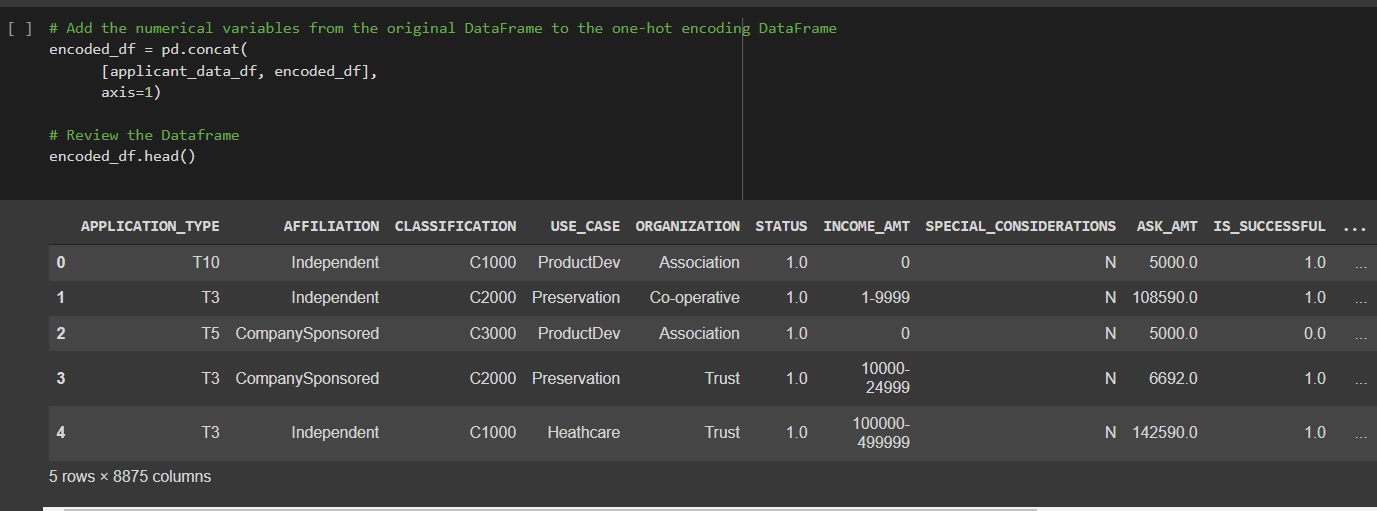 [ ] # Add the numerical variables from the original DataFrame to the one-hot encoding DataFrame
encoded_df = pd.concat(
[applicant_data_df, encoded_df],
axis=1)
# Review the Dataframe
encoded_df.head()
APPLICATION_TYPE AFFILIATION CLASSIFICATION USE_CASE ORGANIZATION STATUS INCOME_AMT SPECIAL_CONSIDERATIONS ASK_AMT IS_SUCCESSFUL ...
0 T10 Independent C1000 ProductDev Association 1.0 0 N 5000.0 1.0 ...
1 T3 Independent C2000 Preservation Co-operative 1.0 1-9999 N 108590.0 1.0 ...
2 T5 CompanySponsored C3000 ProductDev Association 1.0 0 N 5000.0 0.0 ...
3 T3 CompanySponsored C2000 Preservation Trust 1.0 10000-
24999 N 6692.0 1.0 ...
4 T3 Independent C1000 Heathcare Trust 1.0 100000-
499999 N 142590.0 1.0 ...
5 rows × 8875 columns